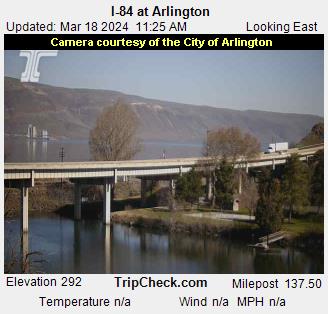 I-84 at Arlington
Updated: Mar 18 2024 11:25 AM Looking East
Camera courtesy of the City of Arlington
Elevation 292 TripCheck.com Milepost 137.50
Temperature n/a Wind n/a MPH n/a